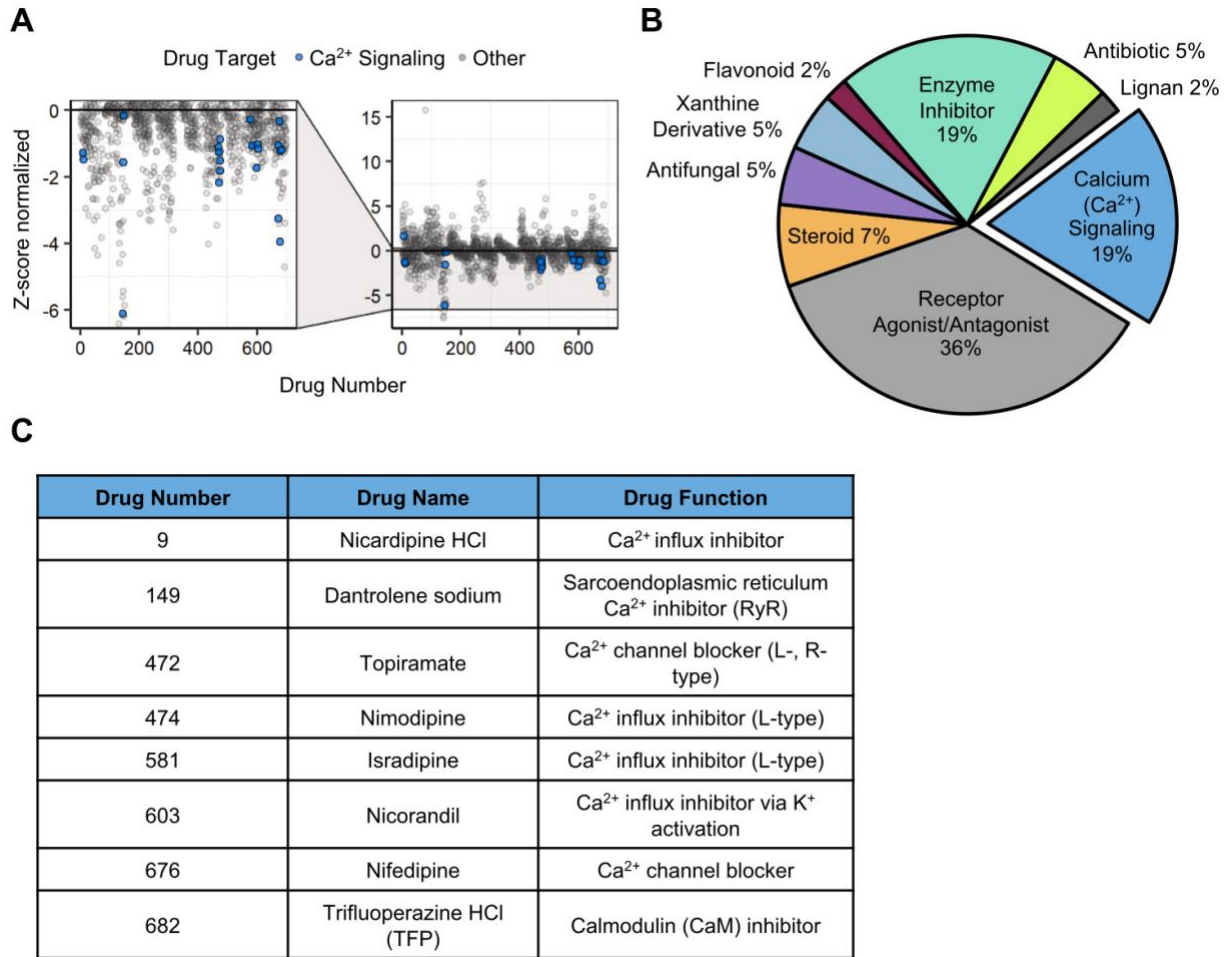 A
Drug Target Ca²⁺ Signaling Other
Z-score normalized
0
-2
-4
-6
0 200 400 600
15
10
5
0
-5
0 200 400 600
Drug Number
B
Antibiotic 5%
Lignan 2%
Flavonoid 2%
Xanthine
Derivative 5%
Antifungal 5%
Steroid 7%
Enzyme
Inhibitor
19%
Calcium
(Ca²⁺)
Signaling
19%
Receptor
Agonist/Antagonist
36%
C
Drug Number Drug Name Drug Function
9 Nicardipine HCl Ca²⁺ influx inhibitor
149 Dantrolene sodium Sarcoendoplasmic reticulum
Ca²⁺ inhibitor (RyR)
472 Topiramate Ca²⁺ channel blocker (L-, R-
type)
474 Nimodipine Ca²⁺ influx inhibitor (L-type)
581 Isradipine Ca²⁺ influx inhibitor (L-type)
603 Nicorandil Ca²⁺ influx inhibitor via K⁺
activation
676 Nifedipine Ca²⁺ channel blocker
682 Trifluoperazine HCl
(TFP) Calmodulin (CaM) inhibitor